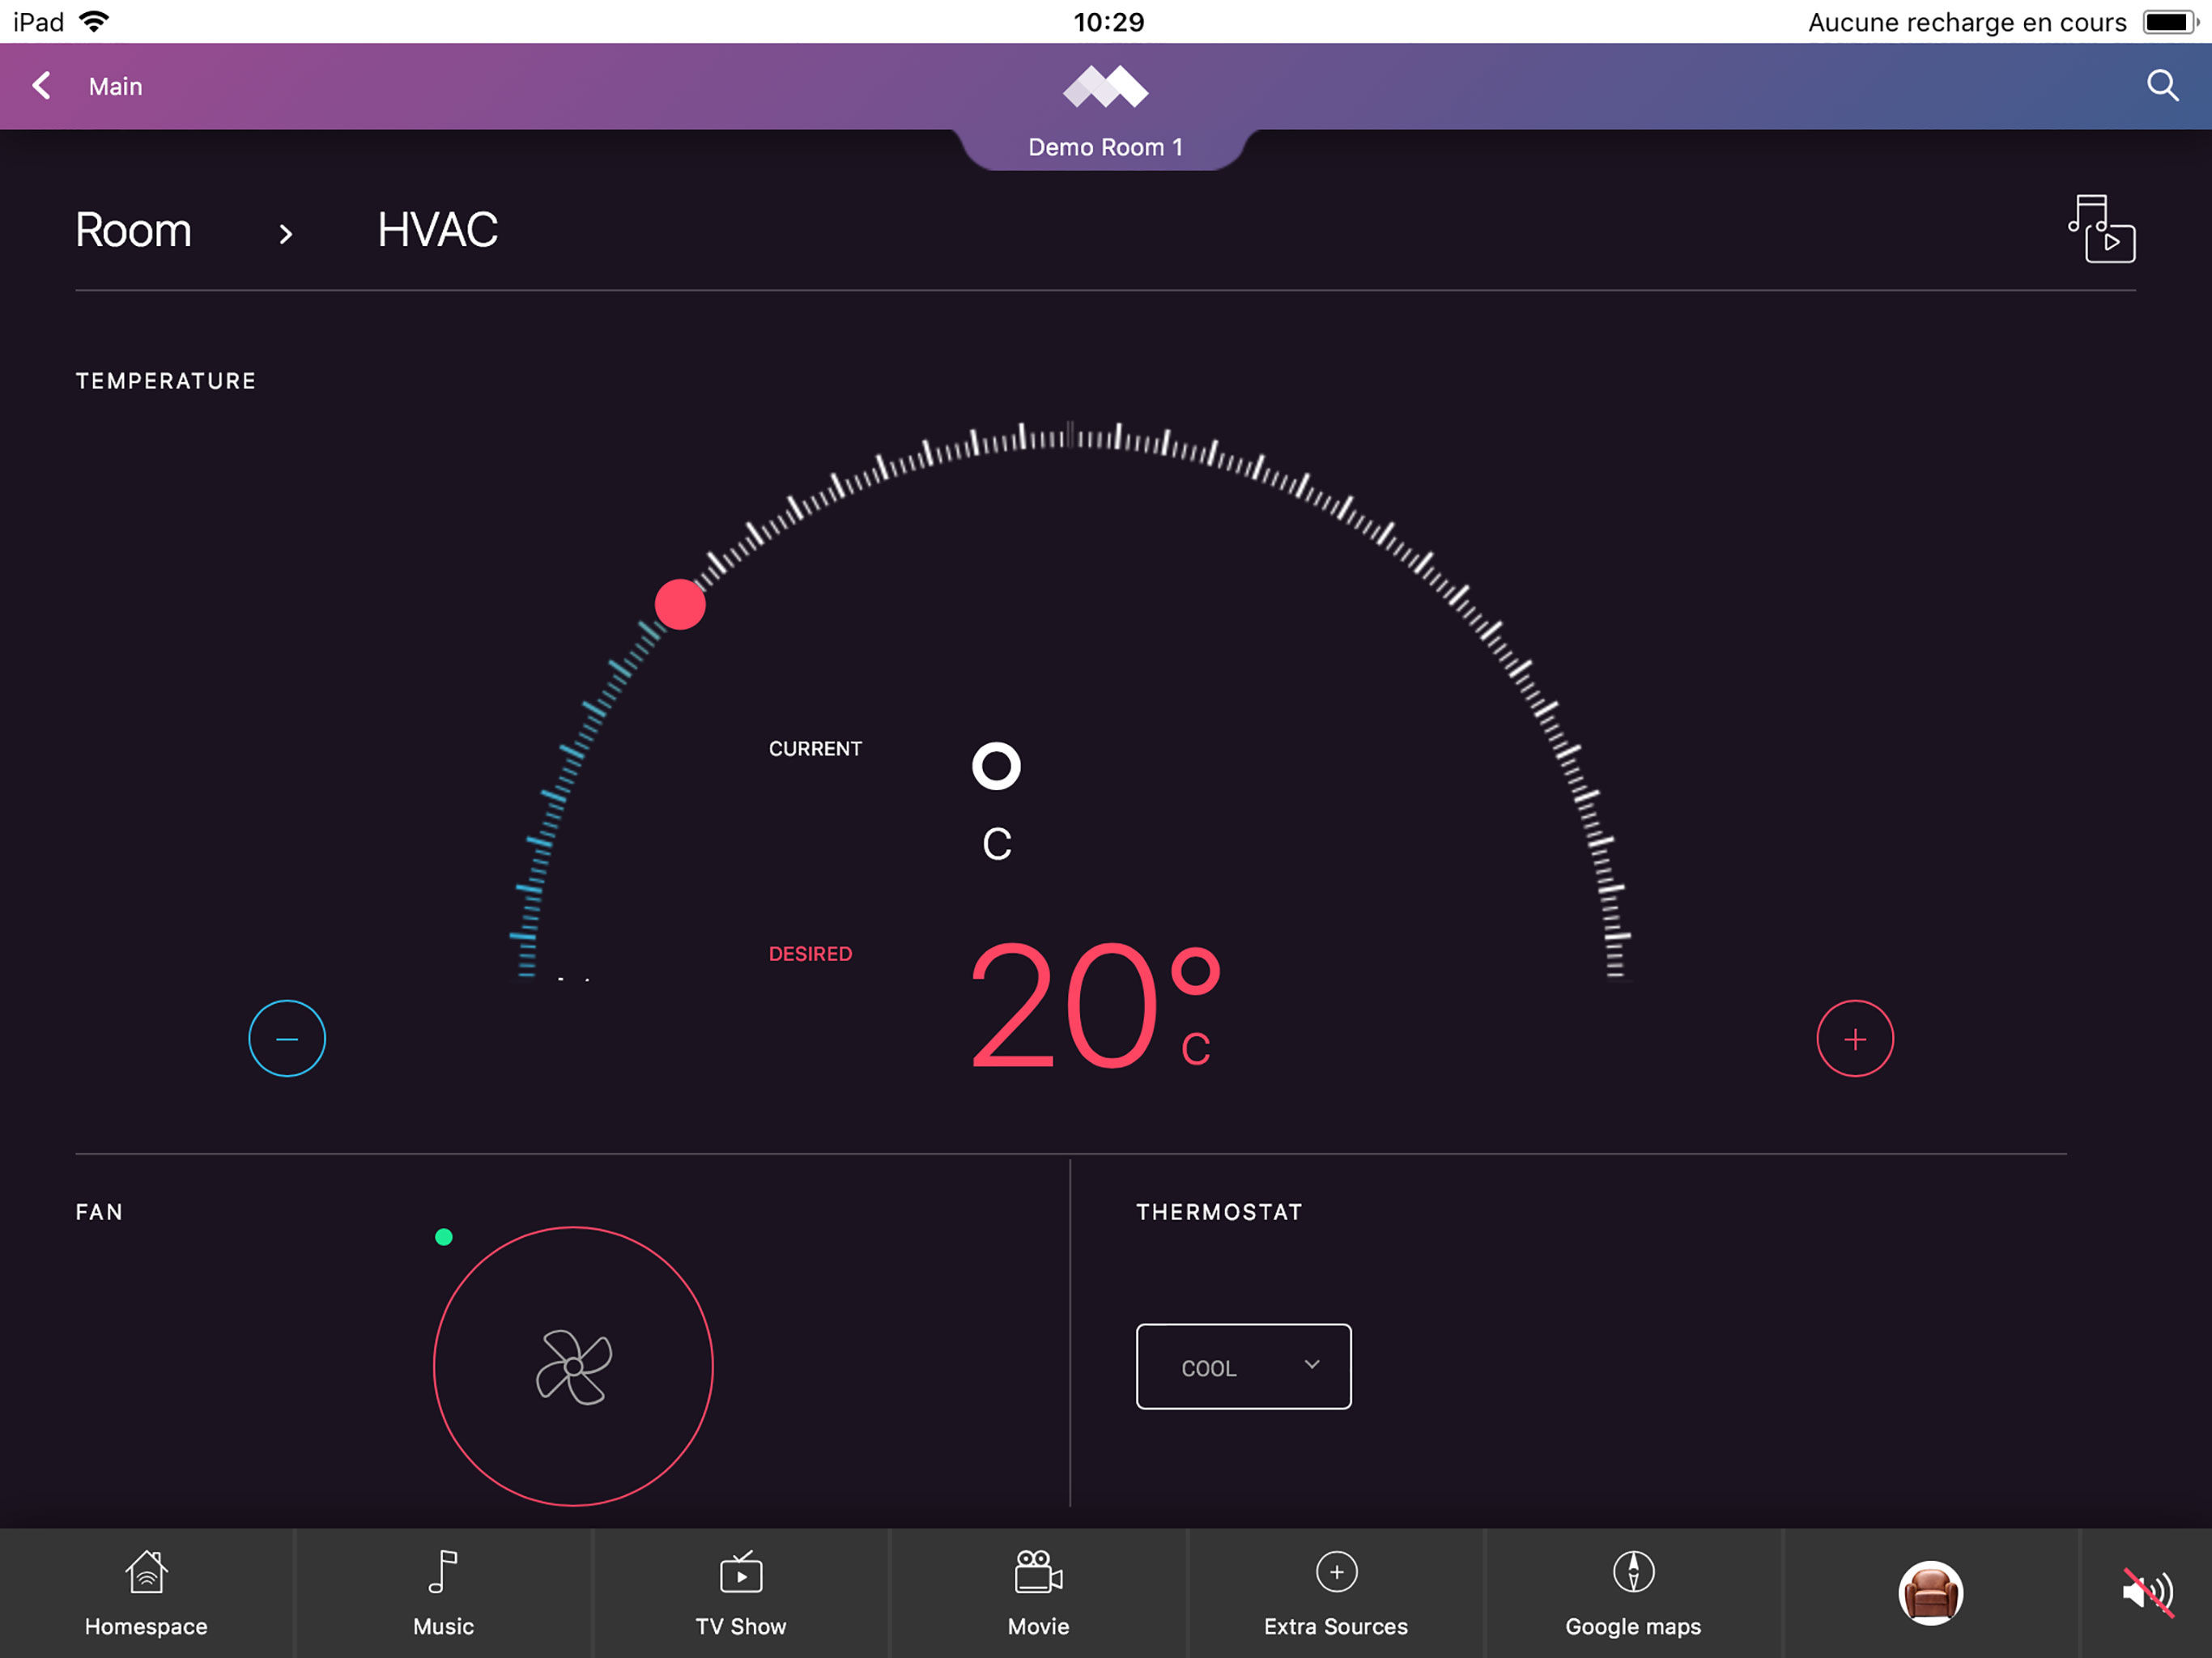 iPad 10:29 Aucune recharge en cours
Main
Demo Room 1
Room > HVAC
TEMPERATURE
CURRENT °
C
DESIRED 20°
C
FAN
THERMOSTAT
COOL
Homespace
Music
TV Show
Movie
Extra Sources
Google maps